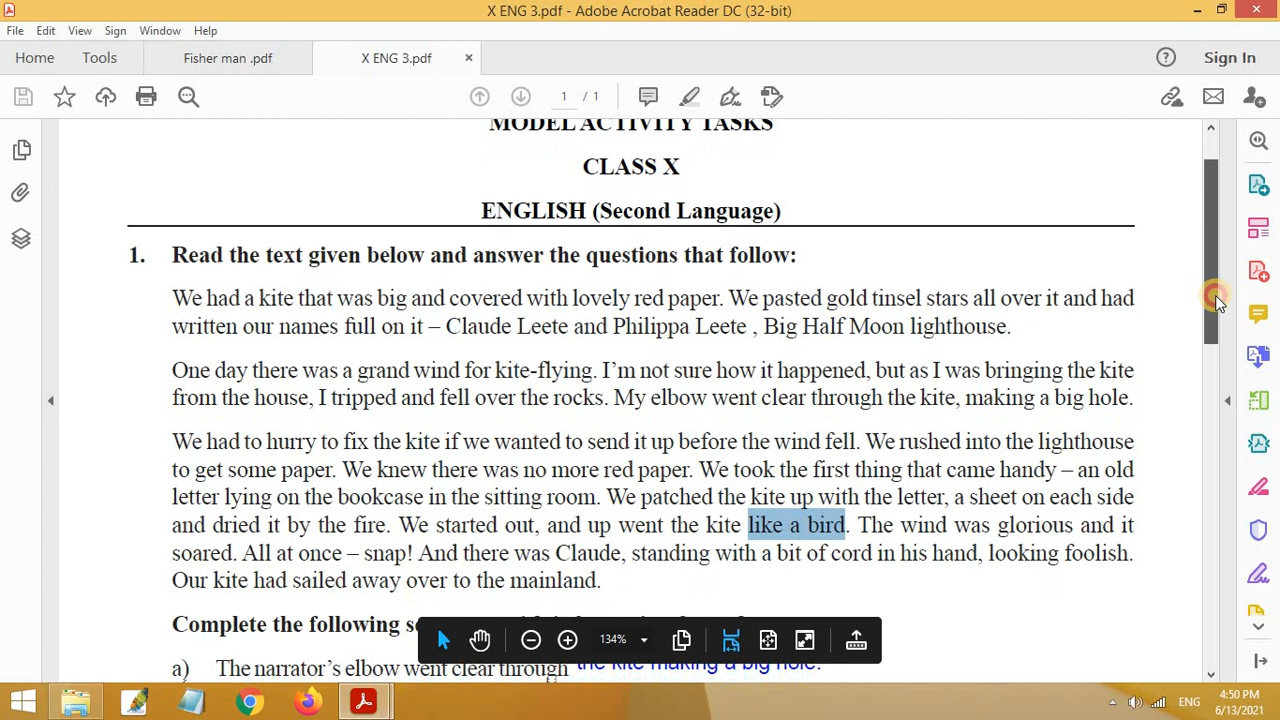 X ENG 3.pdf - Adobe Acrobat Reader DC (32-bit)
File Edit View Sign Window Help
Home Tools Fisher man .pdf X ENG 3.pdf × Sign In
1 / 1
MODEL ACTIVITY TASKS
CLASS X
ENGLISH (Second Language)
1. Read the text given below and answer the questions that follow:
We had a kite that was big and covered with lovely red paper. We pasted gold tinsel stars all over it and had
written our names full on it – Claude Leete and Philippa Leete , Big Half Moon lighthouse.
One day there was a grand wind for kite-flying. I'm not sure how it happened, but as I was bringing the kite
from the house, I tripped and fell over the rocks. My elbow went clear through the kite, making a big hole.
We had to hurry to fix the kite if we wanted to send it up before the wind fell. We rushed into the lighthouse
to get some paper. We knew there was no more red paper. We took the first thing that came handy – an old
letter lying on the bookcase in the sitting room. We patched the kite up with the letter, a sheet on each side
and dried it by the fire. We started out, and up went the kite like a bird. The wind was glorious and it
soared. All at once – snap! And there was Claude, standing with a bit of cord in his hand, looking foolish.
Our kite had sailed away over to the mainland.
Complete the following
134%
a) The narrator's elbow went clear through the kite making a big hole.
ENG
4:50 PM
6/13/2021